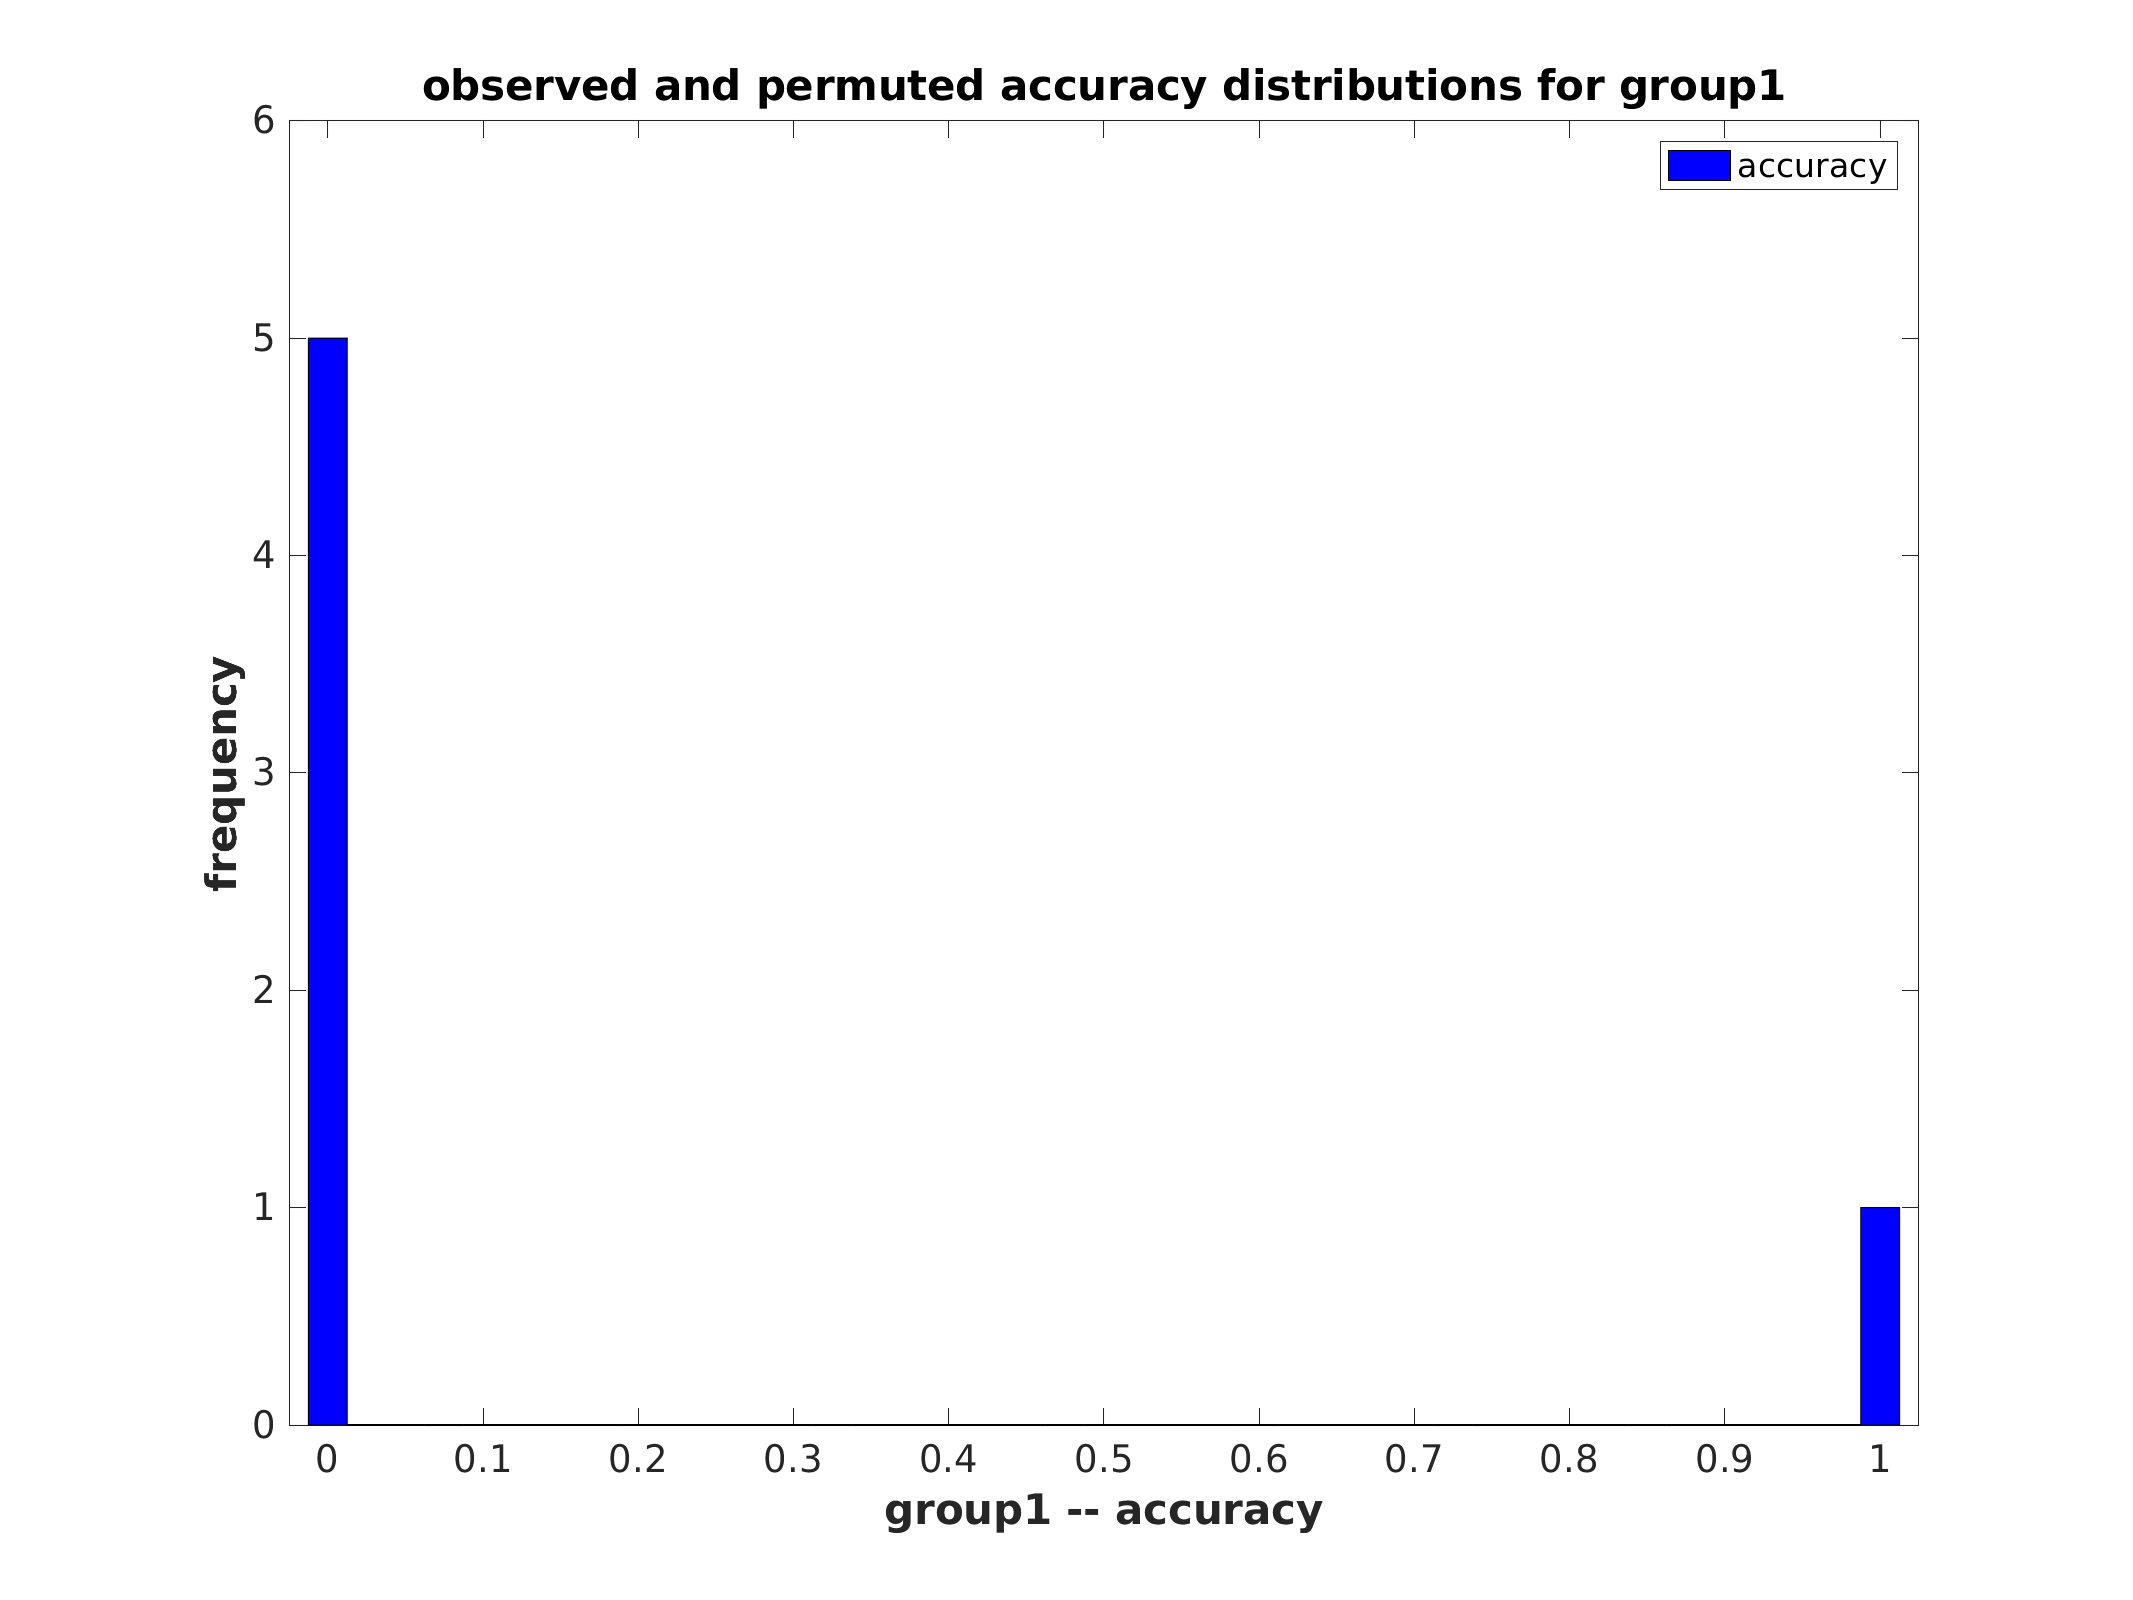 observed and permuted accuracy distributions for group1
accuracy
6
5
4
3
2
1
0
frequency
0 0.1 0.2 0.3 0.4 0.5 0.6 0.7 0.8 0.9 1
group1 -- accuracy